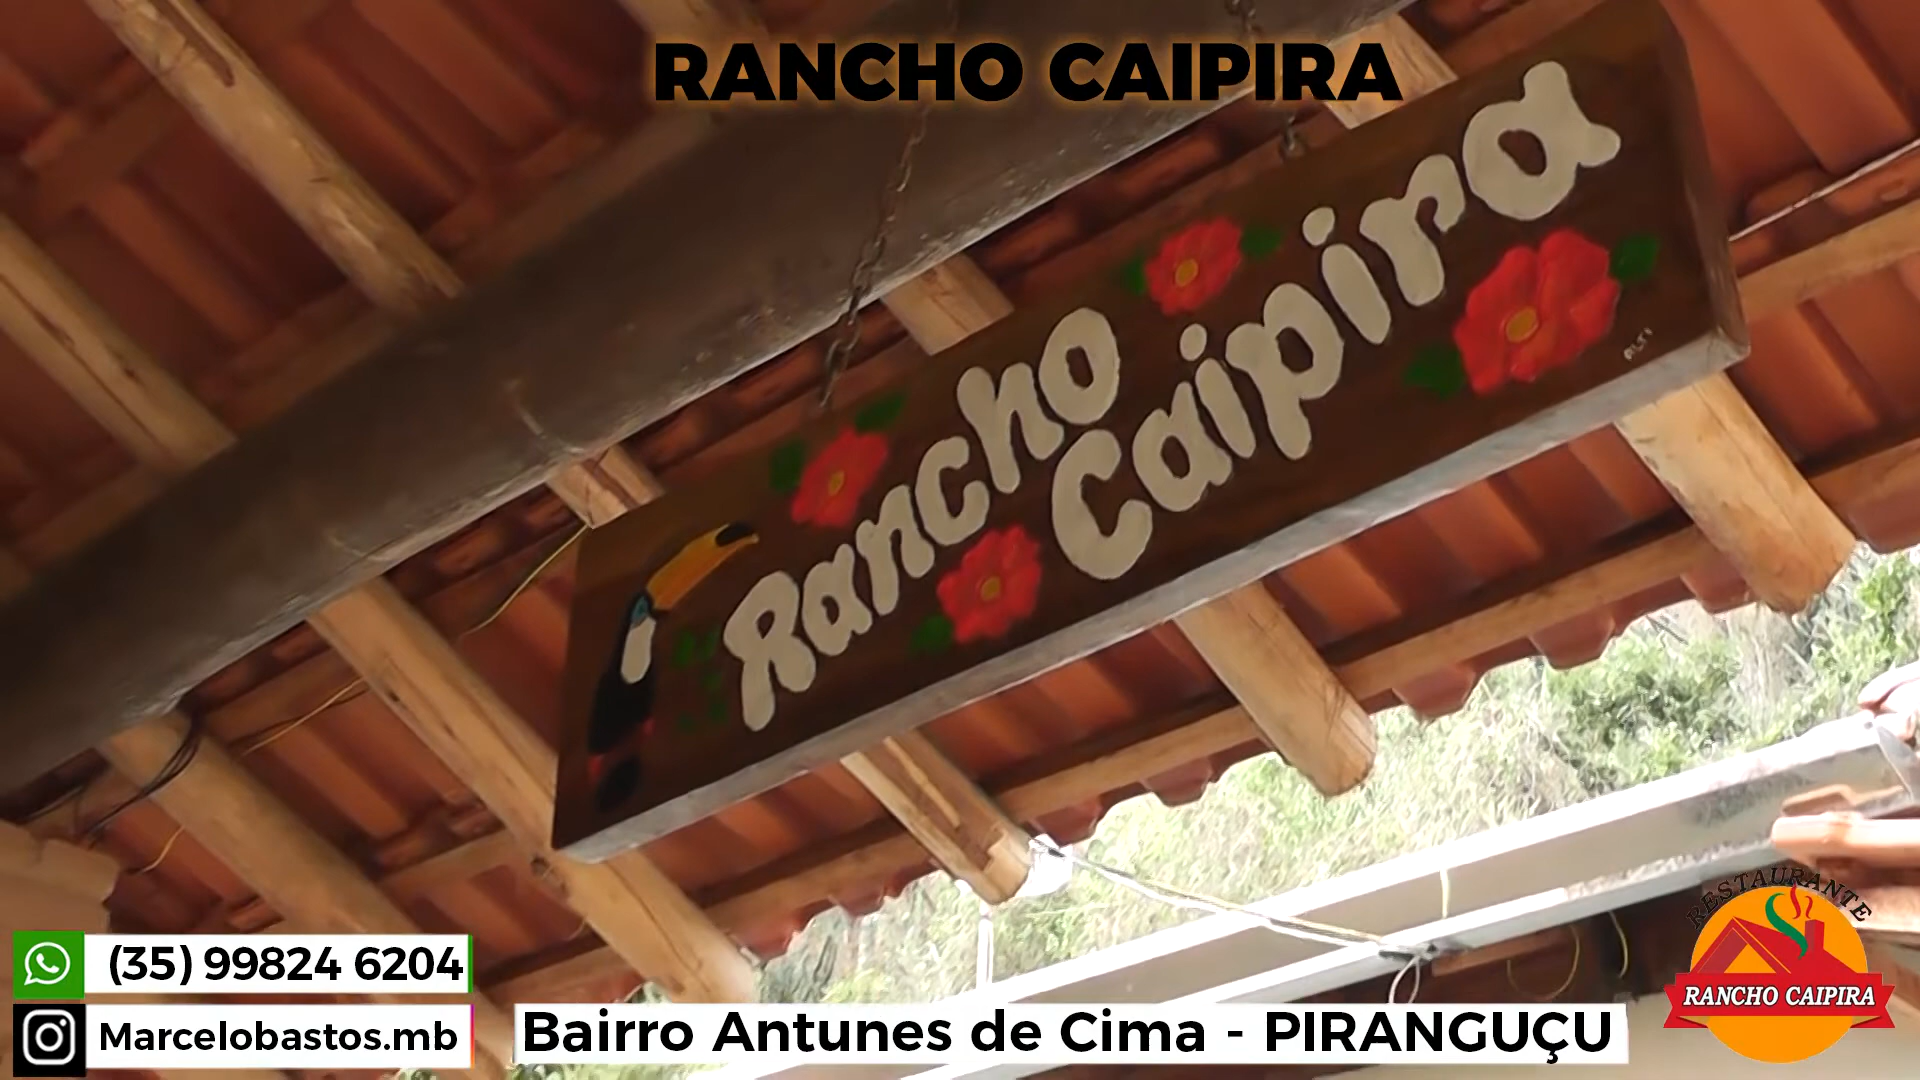 RANCHO CAIPIRA
Rancho
Caipira
(35) 99824 6204
Marcelobastos.mb
Bairro Antunes de Cima - PIRANGUÇU
RESTAURANTE
RANCHO CAIPIRA